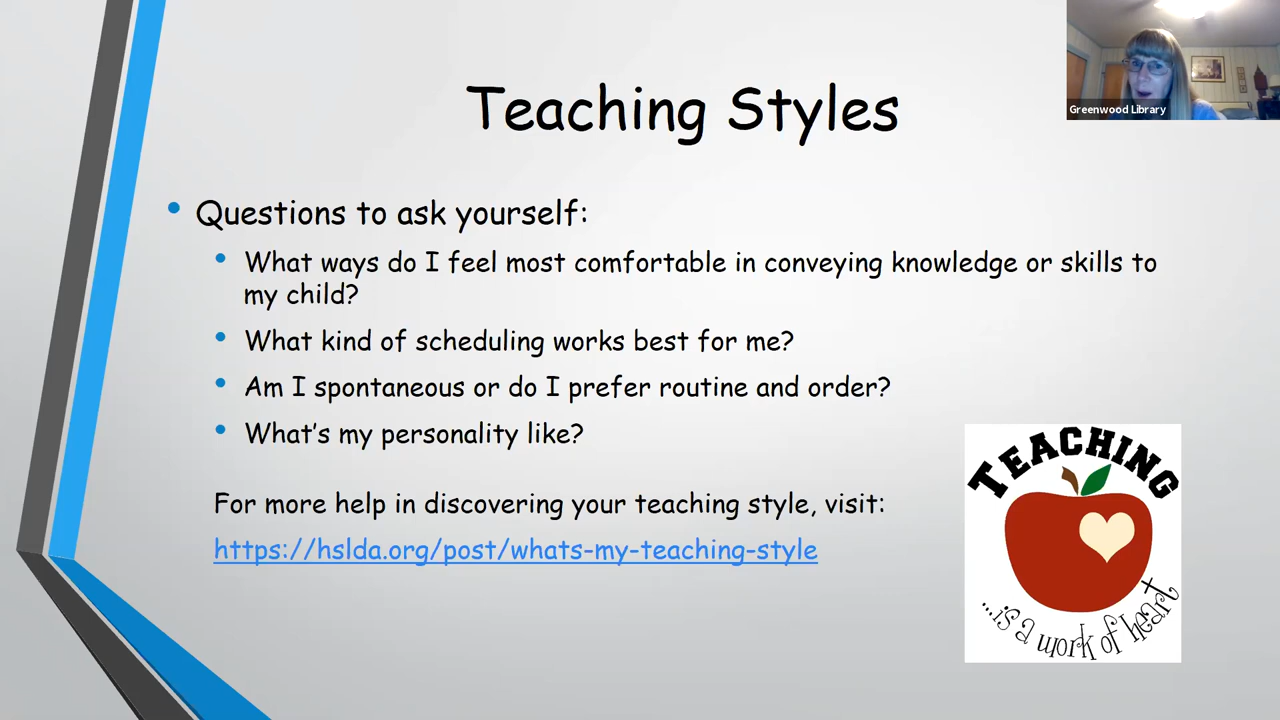 Greenwood Library
Teaching Styles
Questions to ask yourself:
What ways do I feel most comfortable in conveying knowledge or skills to
my child?
What kind of scheduling works best for me?
Am I spontaneous or do I prefer routine and order?
What's my personality like?
For more help in discovering your teaching style, visit:
https://hslda.org/post/whats-my-teaching-style
TEACHING
...is a work of heart